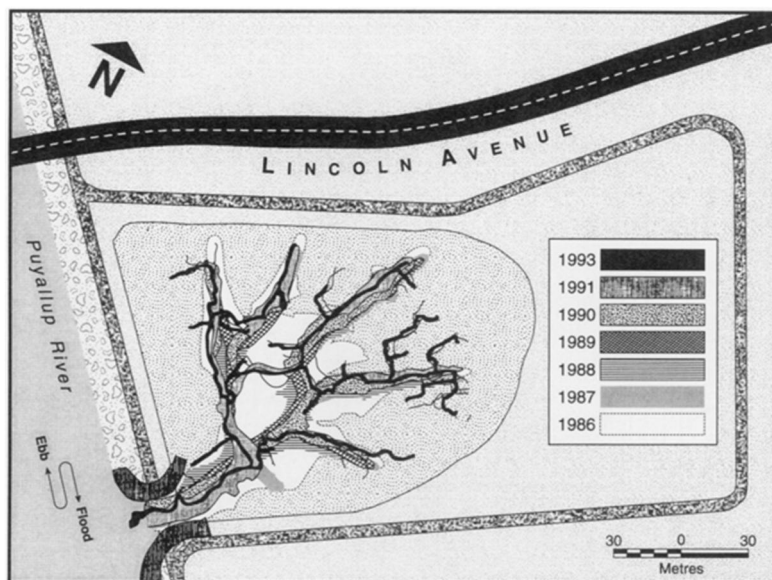 N
LINCOLN AVENUE
Puyallup River
Ebb
Flood
1993
1991
1990
1989
1988
1987
1986
30 0 30
Metres